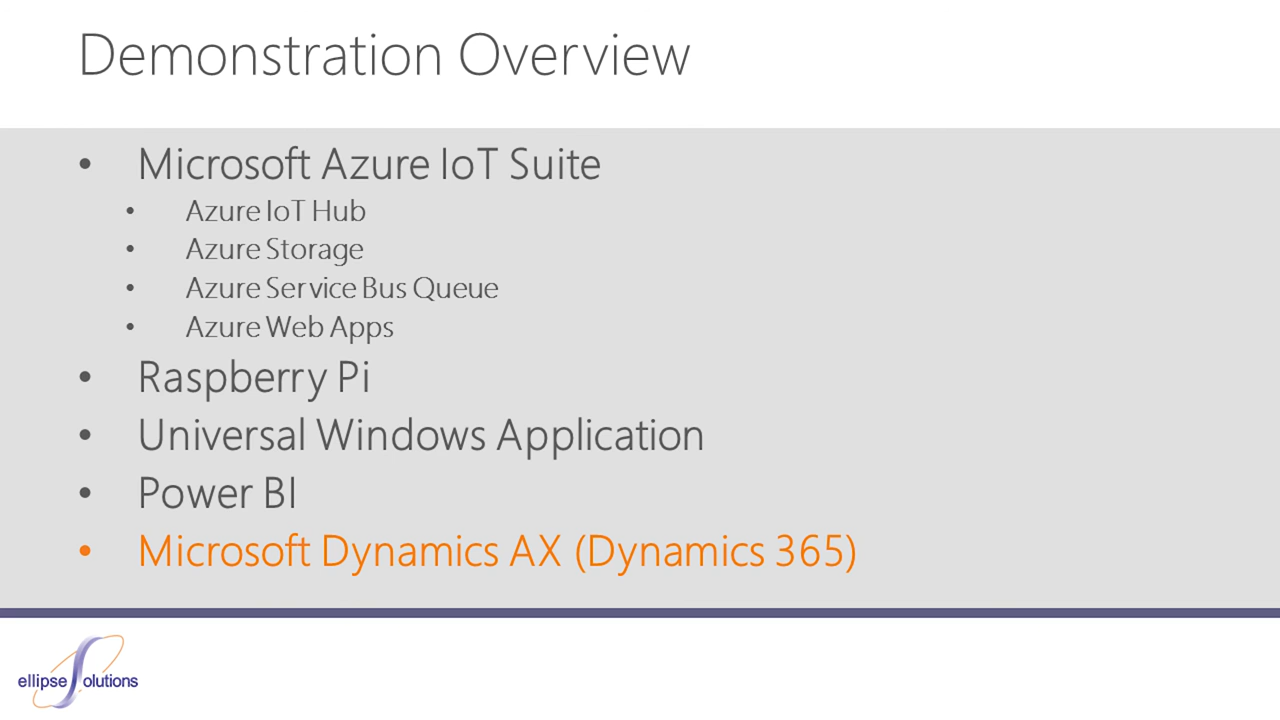 Demonstration Overview
• Microsoft Azure IoT Suite
• Azure IoT Hub
• Azure Storage
• Azure Service Bus Queue
• Azure Web Apps
• Raspberry Pi
• Universal Windows Application
• Power BI
• Microsoft Dynamics AX (Dynamics 365)
ellipse Solutions